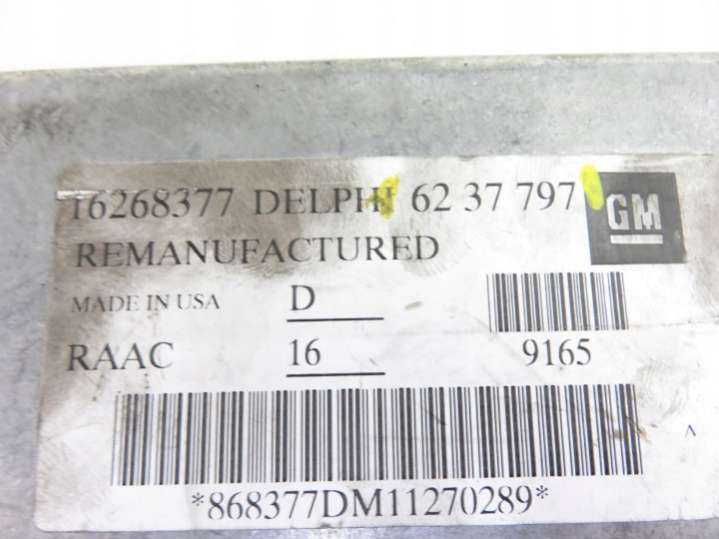 16268377 DELPHI 62 37 797 GM
REMANUFACTURED
MADE IN USA D
RAAC 16 9165
*868377DM11270289*